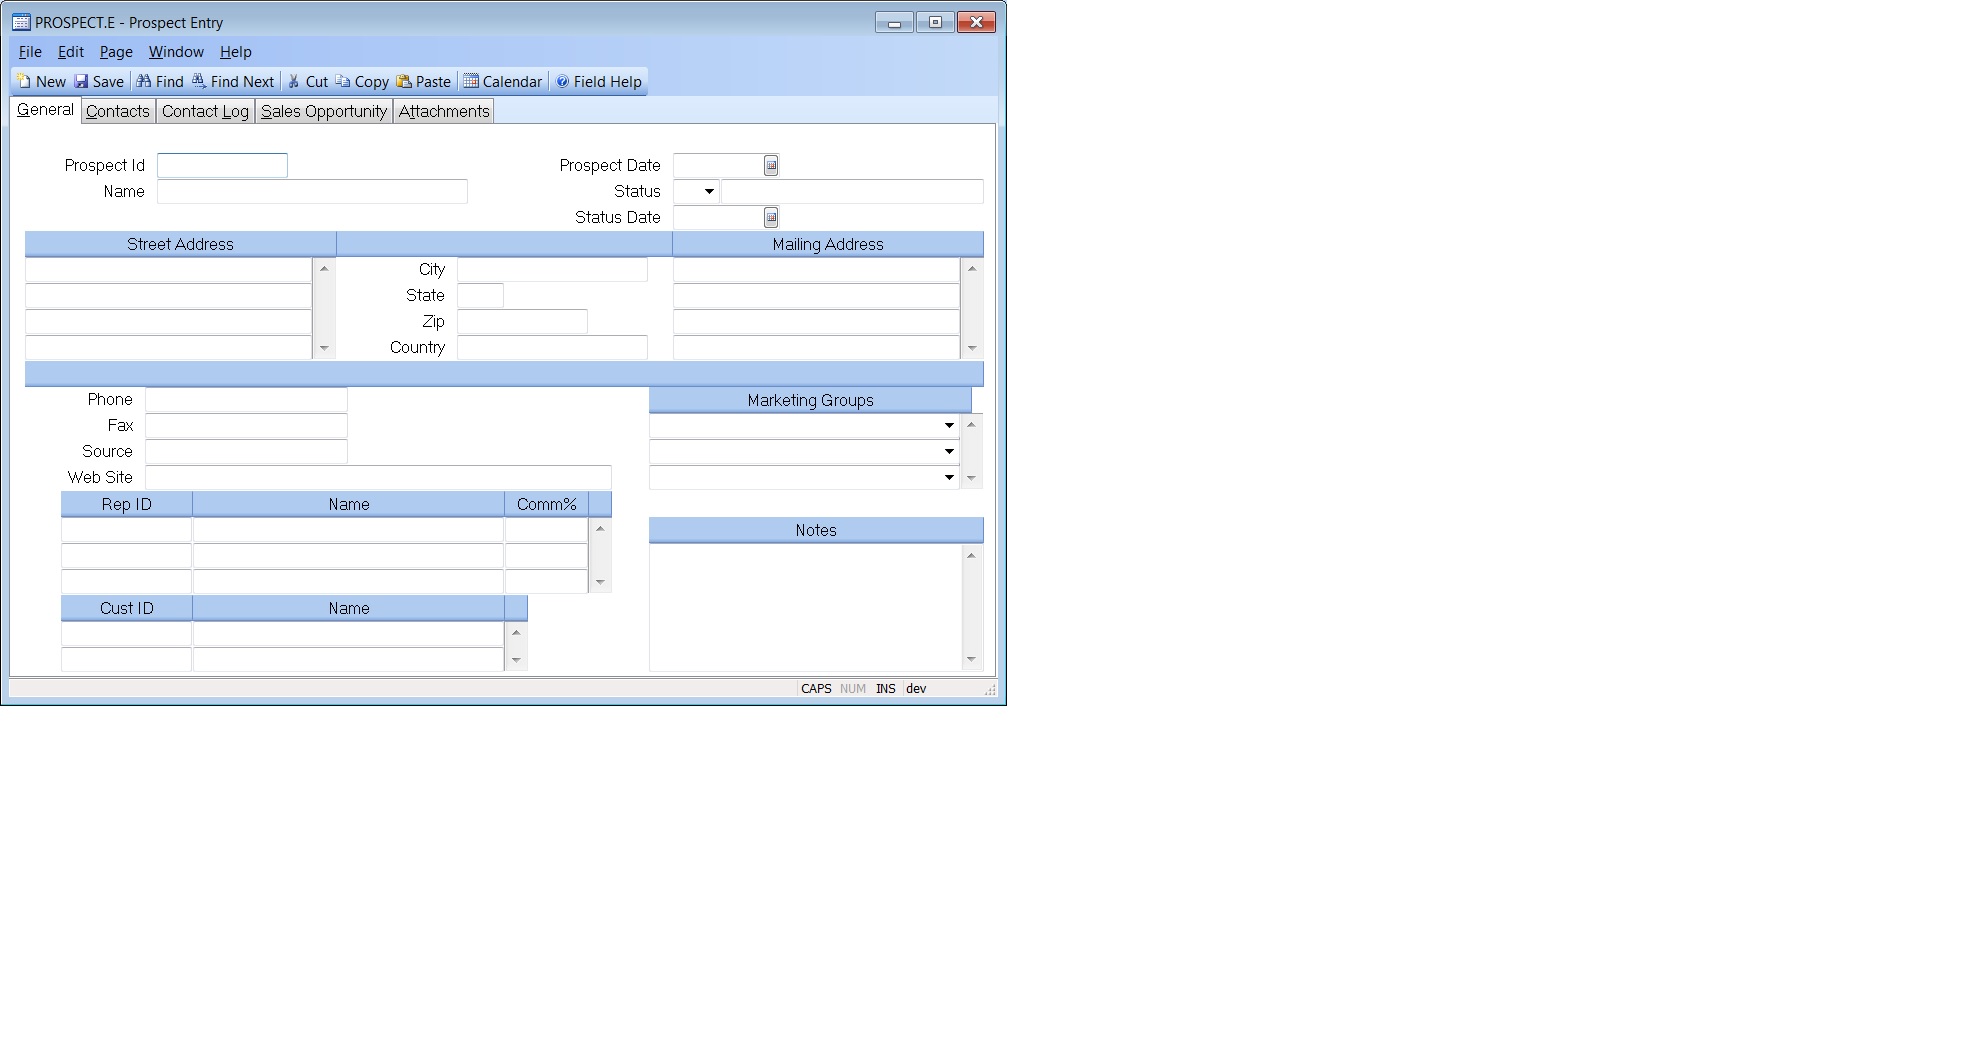 PROSPECT.E - Prospect Entry
File Edit Page Window Help
New Save Find Find Next Cut Copy Paste Calendar Field Help
General Contacts Contact Log Sales Opportunity Attachments
Prospect Id Prospect Date
Name Status
Status Date
Street Address Mailing Address
City
State
Zip
Country
Phone Marketing Groups
Fax
Source
Web Site
Rep ID Name Comm%
Notes
Cust ID Name
CAPS NUM INS dev